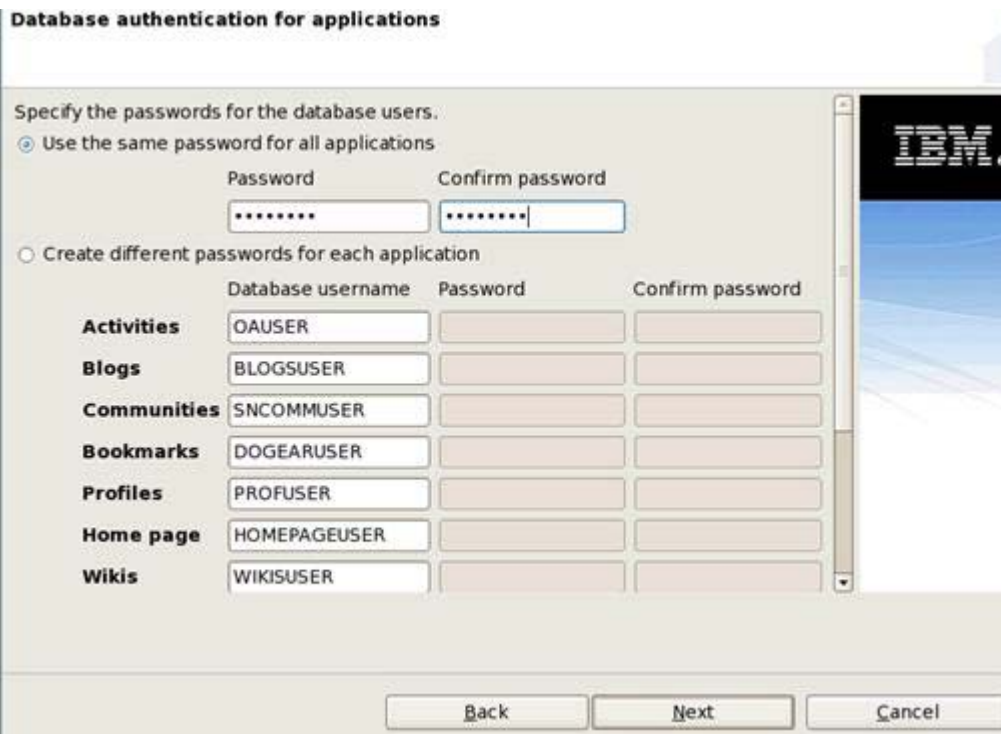 Database authentication for applications
Specify the passwords for the database users.
Use the same password for all applications
Password Confirm password
•••••••• ••••••••
Create different passwords for each application
Database username Password Confirm password
Activities OAUSER
Blogs BLOGSUSER
Communities SNCOMMUSER
Bookmarks DOGEARUSER
Profiles PROFUSER
Home page HOMEPAGEUSER
Wikis WIKISUSER
IBM.
Back Next Cancel